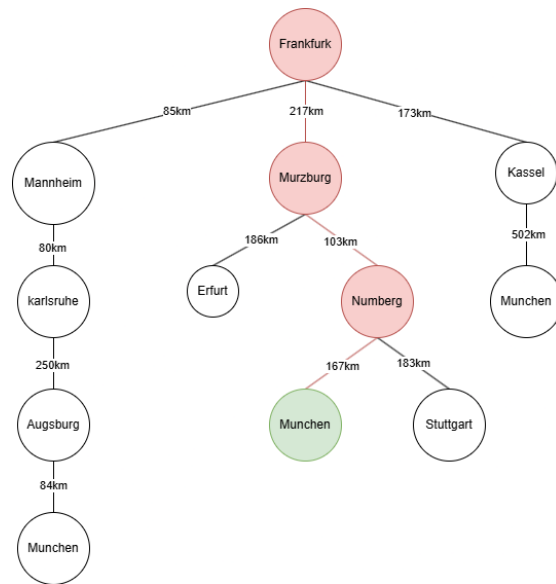 Frankfurk
85km
217km
173km
Mannheim
Murzburg
Kassel
80km
186km
103km
502km
karlsruhe
Erfurt
Numberg
Munchen
250km
167km
183km
Augsburg
Munchen
Stuttgart
84km
Munchen